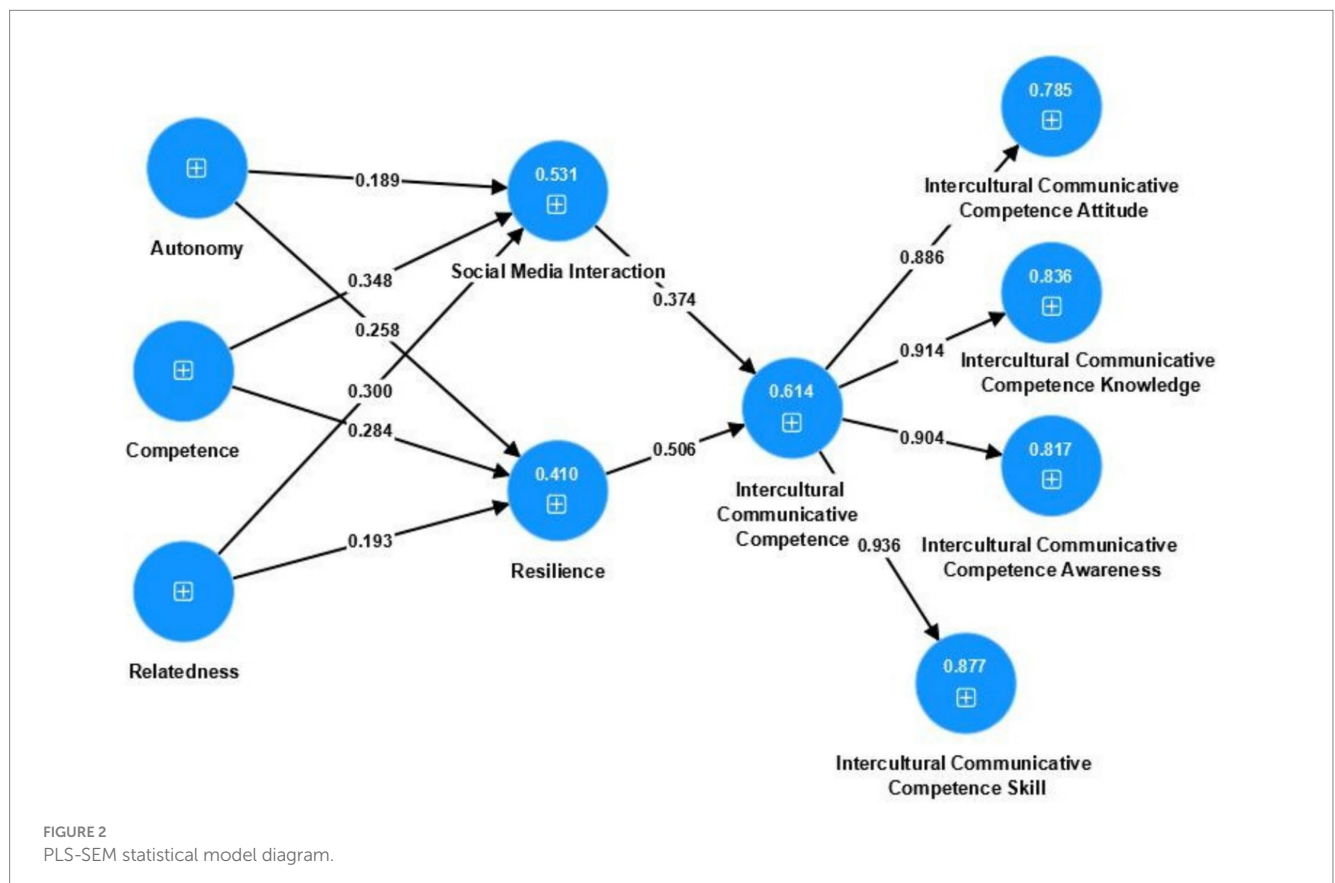 0.785
Intercultural Communicative
Competence Attitude
0.531
Autonomy
0.189
Social Media Interaction
0.886
0.836
Intercultural Communicative
Competence Knowledge
0.348
0.258
0.374
0.914
Competence
0.300
0.284
0.614
Intercultural
Communicative
Competence
0.904
0.817
Intercultural Communicative
Competence Awareness
0.410
Resilience
0.506
0.193
Relatedness
0.936
0.877
Intercultural Communicative
Competence Skill
FIGURE 2
PLS-SEM statistical model diagram.